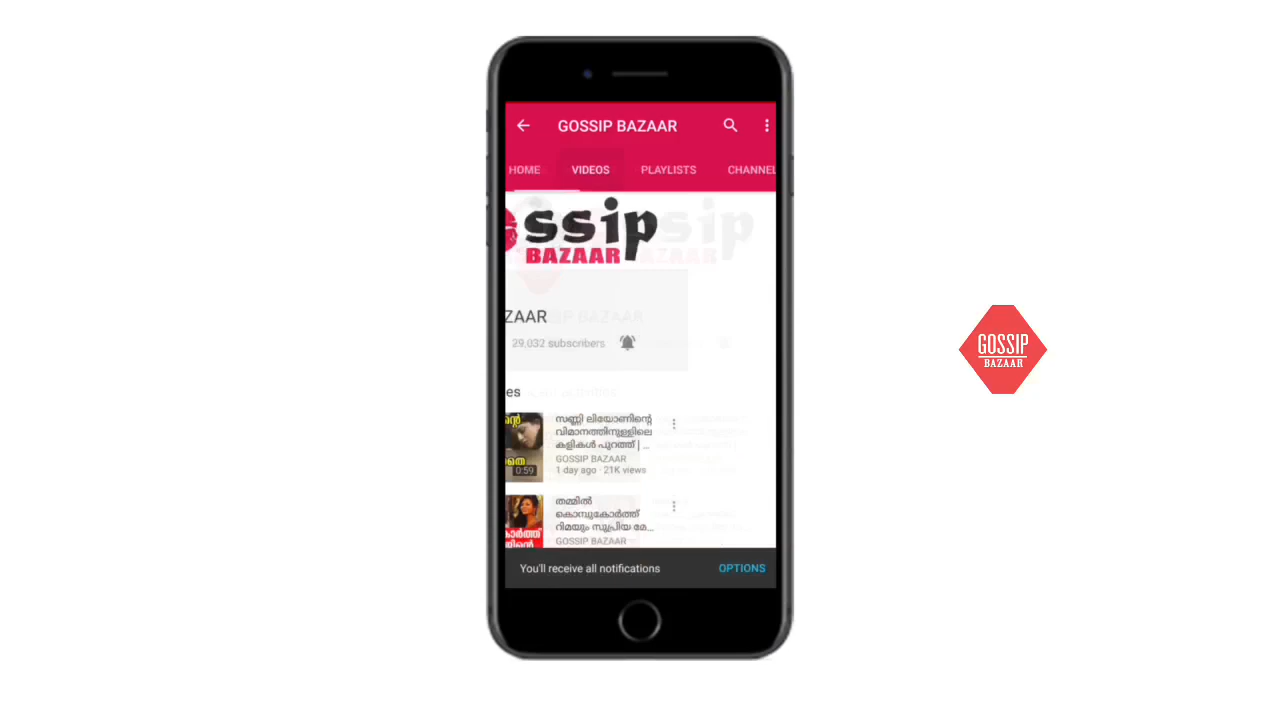 GOSSIP BAZAAR
HOME VIDEOS PLAYLISTS CHANNEL
ssip
BAZAAR
ZAAR
29,032 subscribers
es
സണ്ണി ലിയോണിന്റെ
വിമാനത്തിനുള്ളിലെ
കളികൾ പുറത്ത് | ...
GOSSIP BAZAAR
1 day ago · 21K views
0:59
തമ്മിൽ
കൊമ്പുകോർത്ത്
റിമയും സുപ്രിയ മേ...
GOSSIP BAZAAR
കോർത്ത്
You'll receive all notifications OPTIONS
GOSSIP
BAZAAR